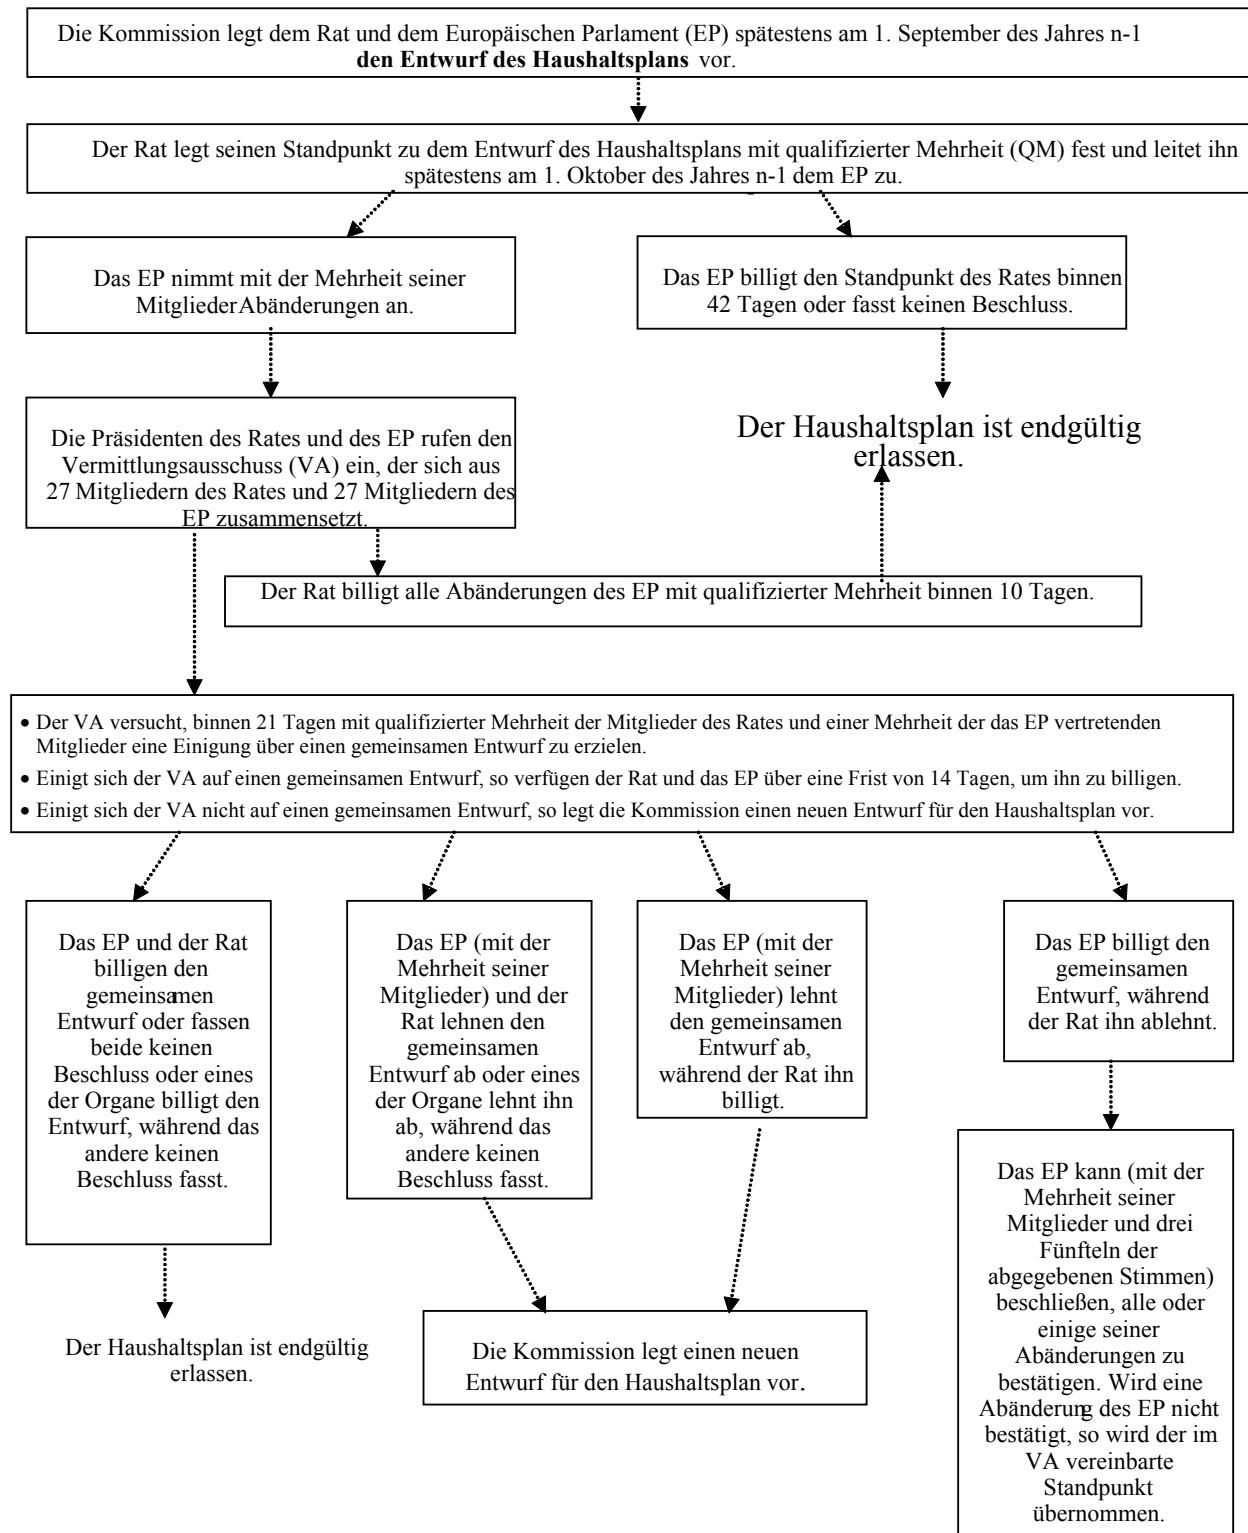 Die Kommission legt dem Rat und dem Europäischen Parlament (EP) spätestens am 1. September des Jahres n-1
den Entwurf des Haushaltsplans vor.
Der Rat legt seinen Standpunkt zu dem Entwurf des Haushaltsplans mit qualifizierter Mehrheit (QM) fest und leitet ihn
spätestens am 1. Oktober des Jahres n-1 dem EP zu.
Das EP nimmt mit der Mehrheit seiner
Mitglieder Abänderungen an.
Das EP billigt den Standpunkt des Rates binnen
42 Tagen oder fasst keinen Beschluss.
Der Haushaltsplan ist endgültig
erlassen.
Die Präsidenten des Rates und des EP rufen den
Vermittlungsausschuss (VA) ein, der sich aus
27 Mitgliedern des Rates und 27 Mitgliedern des
EP zusammensetzt.
Der Rat billigt alle Abänderungen des EP mit qualifizierter Mehrheit binnen 10 Tagen.
• Der VA versucht, binnen 21 Tagen mit qualifizierter Mehrheit der Mitglieder des Rates und einer Mehrheit der das EP vertretenden
Mitglieder eine Einigung über einen gemeinsamen Entwurf zu erzielen.
• Einigt sich der VA auf einen gemeinsamen Entwurf, so verfügen der Rat und das EP über eine Frist von 14 Tagen, um ihn zu billigen.
• Einigt sich der VA nicht auf einen gemeinsamen Entwurf, so legt die Kommission einen neuen Entwurf für den Haushaltsplan vor.
Das EP und der Rat
billigen den
gemeinsamen
Entwurf oder fassen
beide keinen
Beschluss oder eines
der Organe billigt den
Entwurf, während das
andere keinen
Beschluss fasst.
Das EP (mit der
Mehrheit seiner
Mitglieder) und der
Rat lehnen den
gemeinsamen
Entwurf ab oder eines
der Organe lehnt ihn
ab, während das
andere keinen
Beschluss fasst.
Das EP (mit der
Mehrheit seiner
Mitglieder) lehnt
den gemeinsamen
Entwurf ab,
während der Rat ihn
billigt.
Das EP billigt den
gemeinsamen
Entwurf, während
der Rat ihn ablehnt.
Der Haushaltsplan ist endgültig
erlassen.
Die Kommission legt einen neuen
Entwurf für den Haushaltsplan vor.
Das EP kann (mit der
Mehrheit seiner
Mitglieder und drei
Fünfteln der
abgegebenen Stimmen)
beschließen, alle oder
einige seiner
Abänderungen zu
bestätigen. Wird eine
Abänderung des EP nicht
bestätigt, so wird der im
VA vereinbarte
Standpunkt
übernommen.